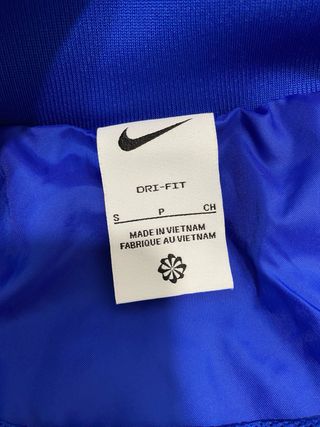 DRI-FIT
S P CH
MADE IN VIETNAM
FABRIQUE AU VIETNAM